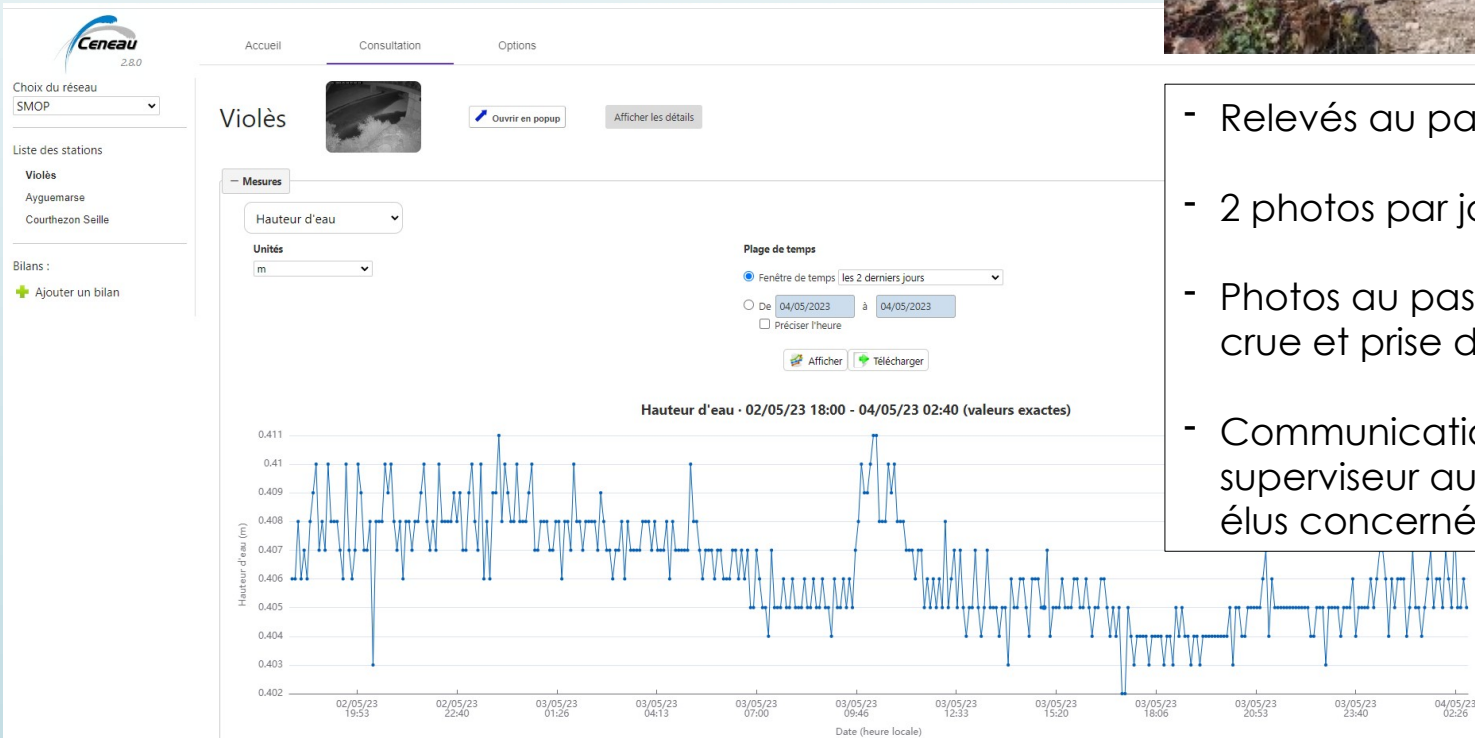 Ceneau
2.8.0
Accueil
Consultation
Options
Choix du réseau
SMOP
Liste des stations
Violès
Ayguemarse
Courthezon Seille
Bilans :
Ajouter un bilan
Violès
Ouvrir en popup
Afficher les détails
Mesures
Hauteur d'eau
Unités
m
Plage de temps
Fenêtre de temps les 2 derniers jours
De 04/05/2023 à 04/05/2023
Préciser l'heure
Afficher
Télécharger
- Relevés au
- 2 photos par
- Photos au
crue et prise
-
superviseur
élus
Hauteur d'eau · 02/05/23 18:00 - 04/05/23 02:40 (valeurs exactes)
Hauteur d'eau (m)
0.411
0.41
0.409
0.408
0.407
0.406
0.405
0.404
0.403
0.402
02/05/23 02/05/23 03/05/23 03/05/23 03/05/23 03/05/23 03/05/23 03/05/23 03/05/23 03/05/23 03/05/23 04/05/23
19:53 22:40 01:26 04:13 07:00 09:46 12:33 15:20 18:06 20:53 23:40 02:26
Date (heure locale)